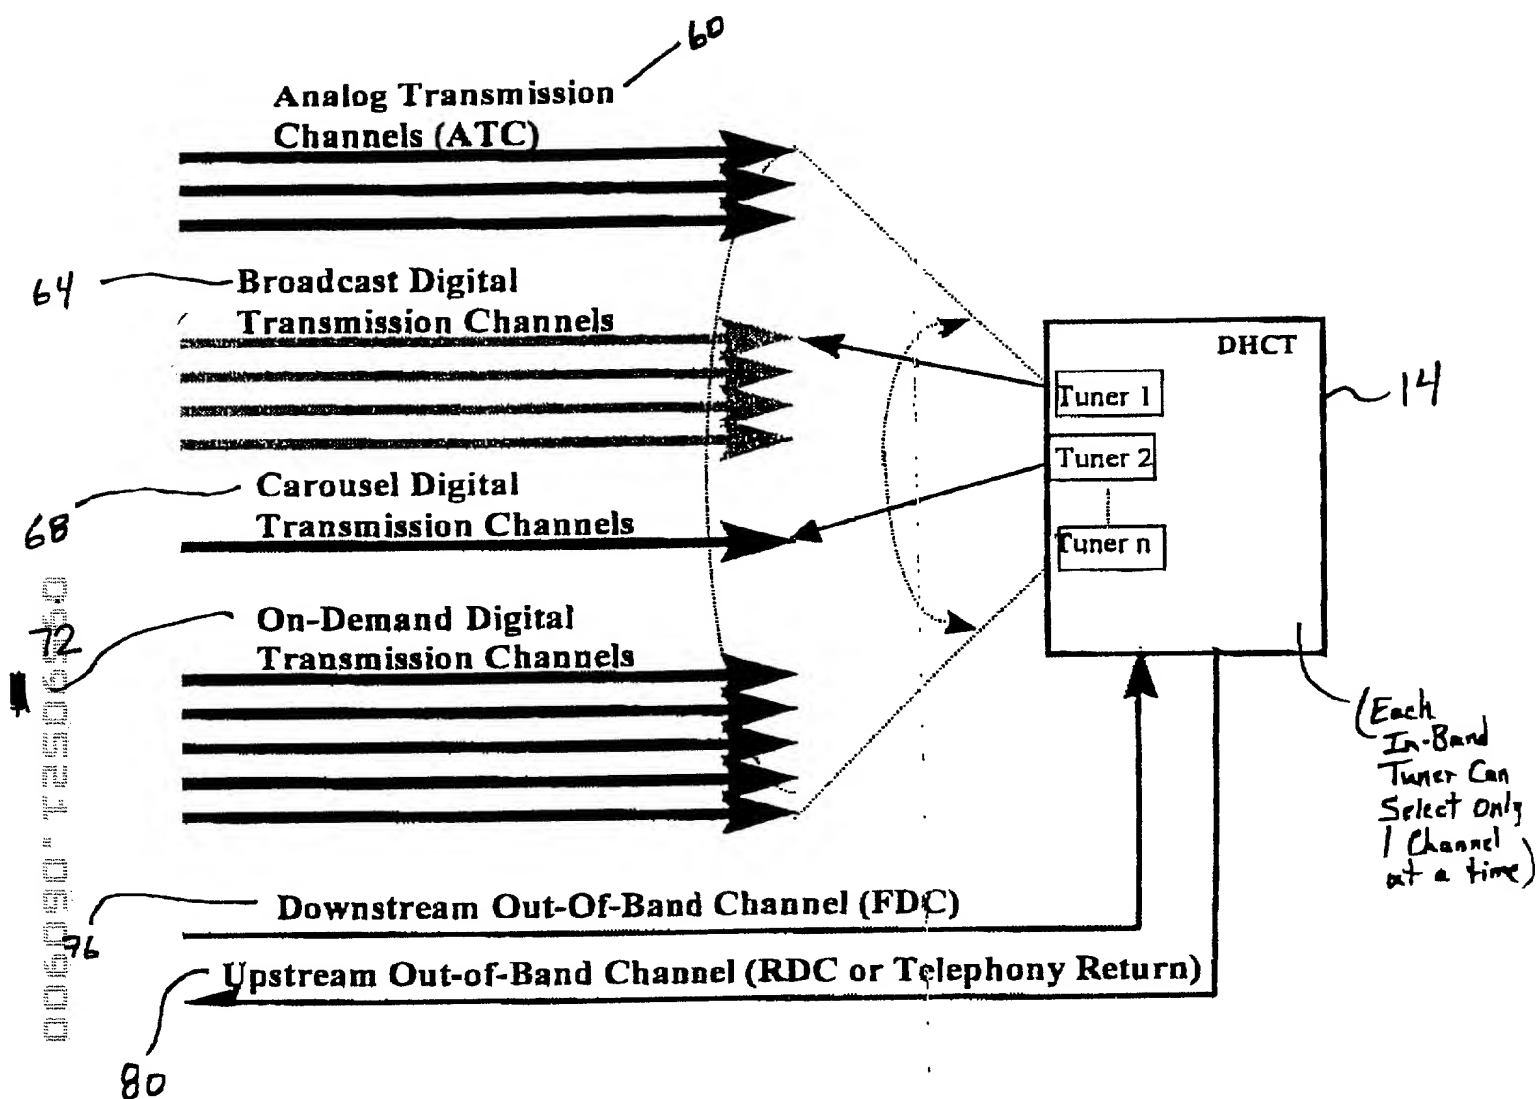 60
Analog Transmission
Channels (ATC)
64
Broadcast Digital
Transmission Channels
DHCT
Tuner 1
14
Tuner 2
Carousel Digital
68
Transmission Channels
Tuner n
On-Demand Digital
72
Transmission Channels
(Each
In-Band
Tuner Can
Select Only
1 Channel
at a time)
Downstream Out-Of-Band Channel (FDC)
76
Upstream Out-of-Band Channel (RDC or Telephony Return)
80